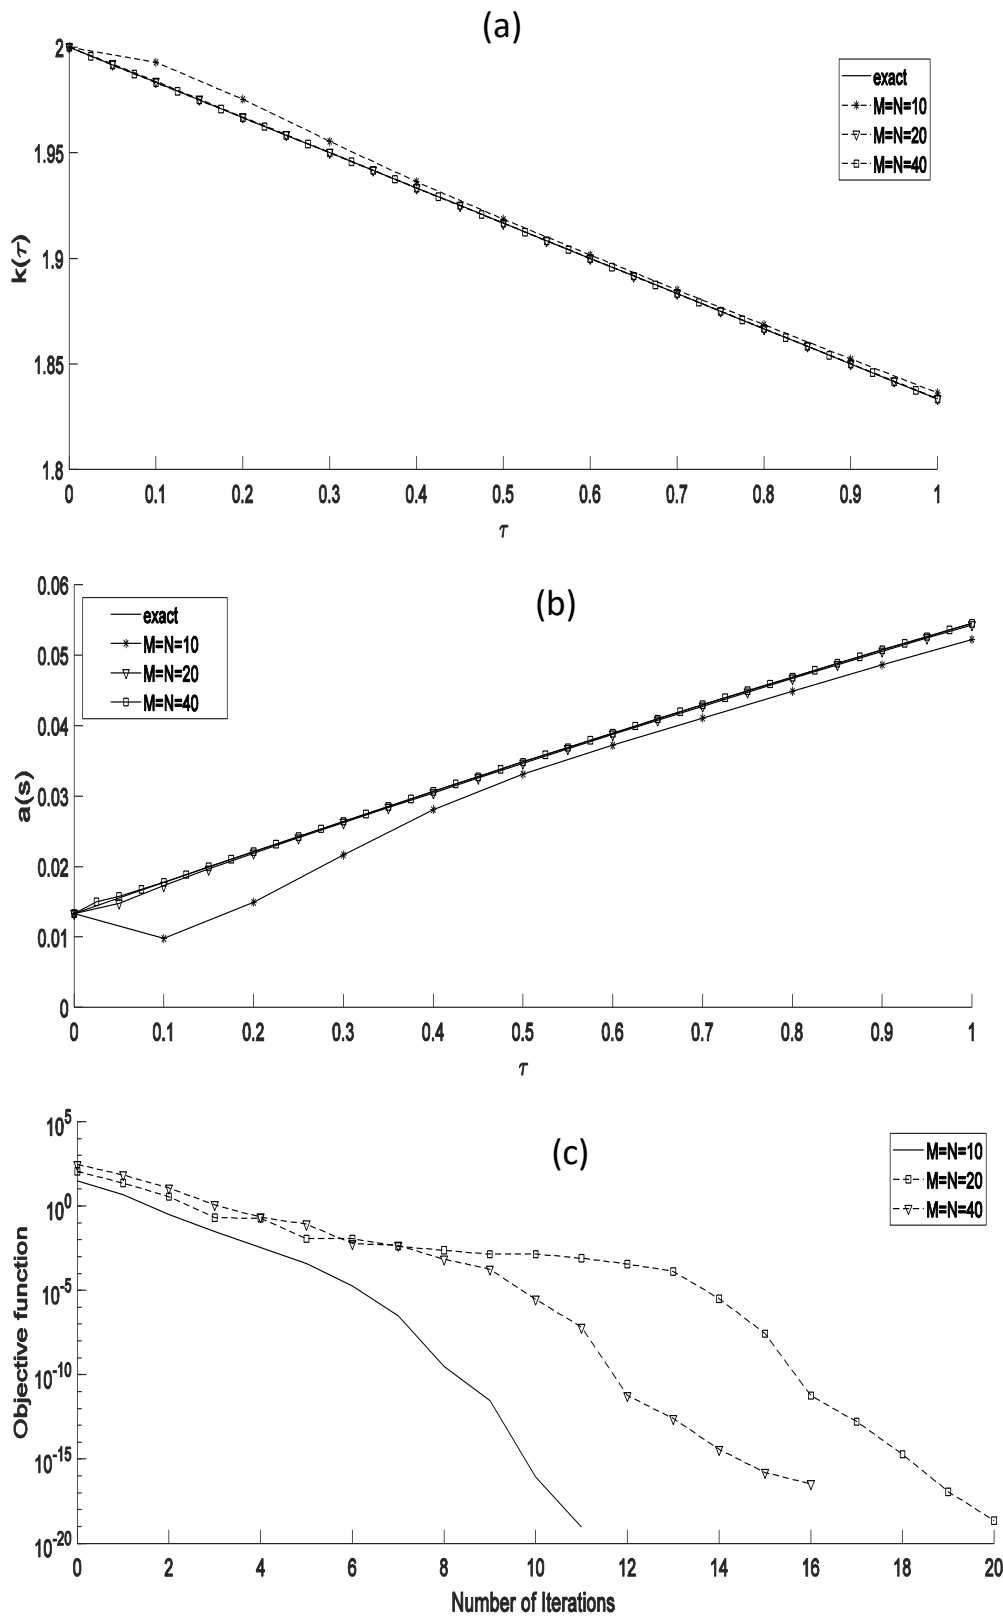 (a)
2
1.95
1.9
1.85
1.8
k(τ)
exact
M=N=10
M=N=20
M=N=40
0 0.1 0.2 0.3 0.4 0.5 0.6 0.7 0.8 0.9 1
τ
(b)
0.06
0.05
0.04
0.03
0.02
0.01
0
a(s)
exact
M=N=10
M=N=20
M=N=40
0 0.1 0.2 0.3 0.4 0.5 0.6 0.7 0.8 0.9 1
τ
(c)
10^5
10^0
10^-5
10^-10
10^-15
10^-20
Objective function
M=N=10
M=N=20
M=N=40
0 2 4 6 8 10 12 14 16 18 20
Number of Iterations